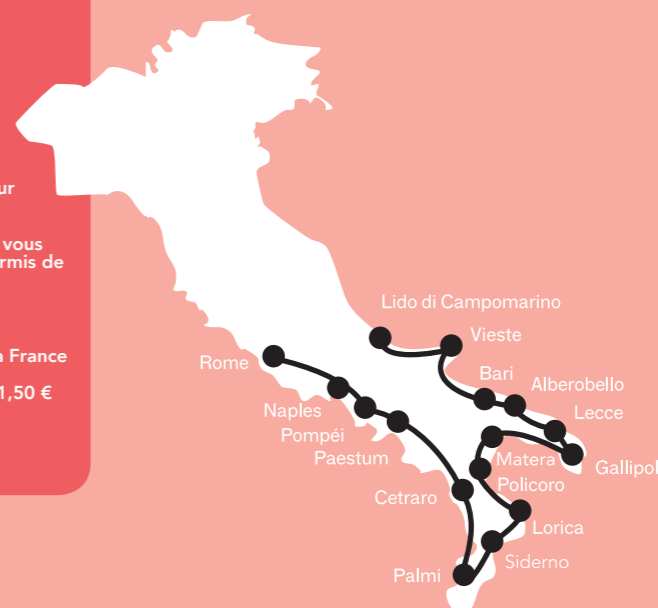 ur
vous
rmis de
a France
1,50 €
Lido di Campomarino
Vieste
Rome
Bari
Alberobello
Naples
Lecce
Pompéi
Paestum
Matera
Gallipol
Policoro
Cetraro
Lorica
Siderno
Palmi